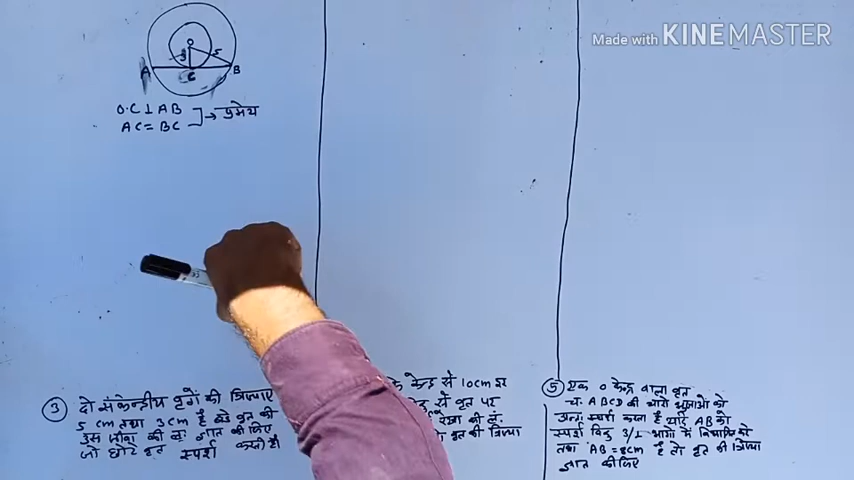 Made with KINEMASTER
O
3
5
A
C
B
OC⊥AB
AC=BC → प्रमेय
③ दो संकेन्द्रीय वृतों की त्रिज्याए
5 cm तथा 3 cm है बडे वृत की
उस जीवा की ल॰ ज्ञात की जिए
जो छोटे वृत स्पर्श करती हो
केन्द्र से 10cm दूर
से वृत पर
रेखा की लं॰
तो वृत की त्रिज्या
⑤ एक O केन्द्र वाला वृत
च॰ ABCD की चारो भुजाओ को
अन्तः स्पर्श करता है यदि AB को
स्पर्श बिन्दु 3/1 भागो मे विभाजित करे
तथा AB=8cm है तो वृत की त्रिज्या
ज्ञात कीजिए